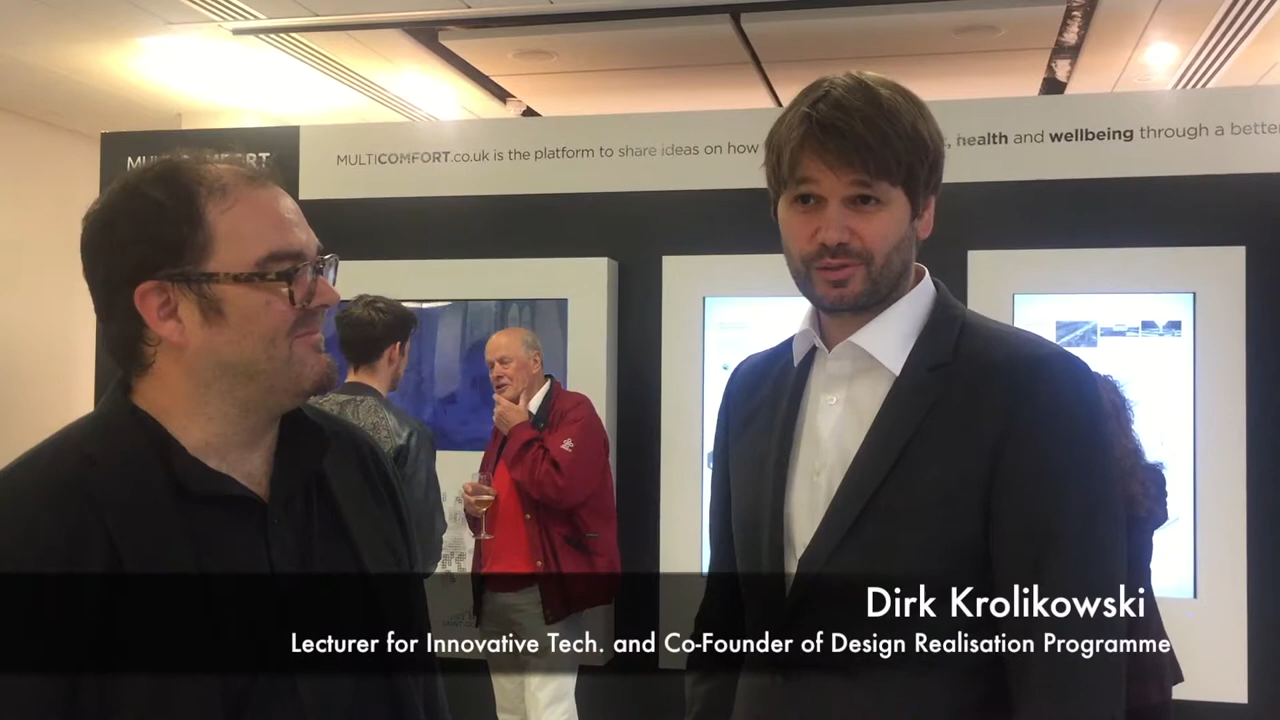 MULTICOMFORT
MULTICOMFORT.co.uk is the platform to share ideas on how , health and wellbeing through a better
Dirk Krolikowski
Lecturer for Innovative Tech. and Co-Founder of Design Realisation Programme